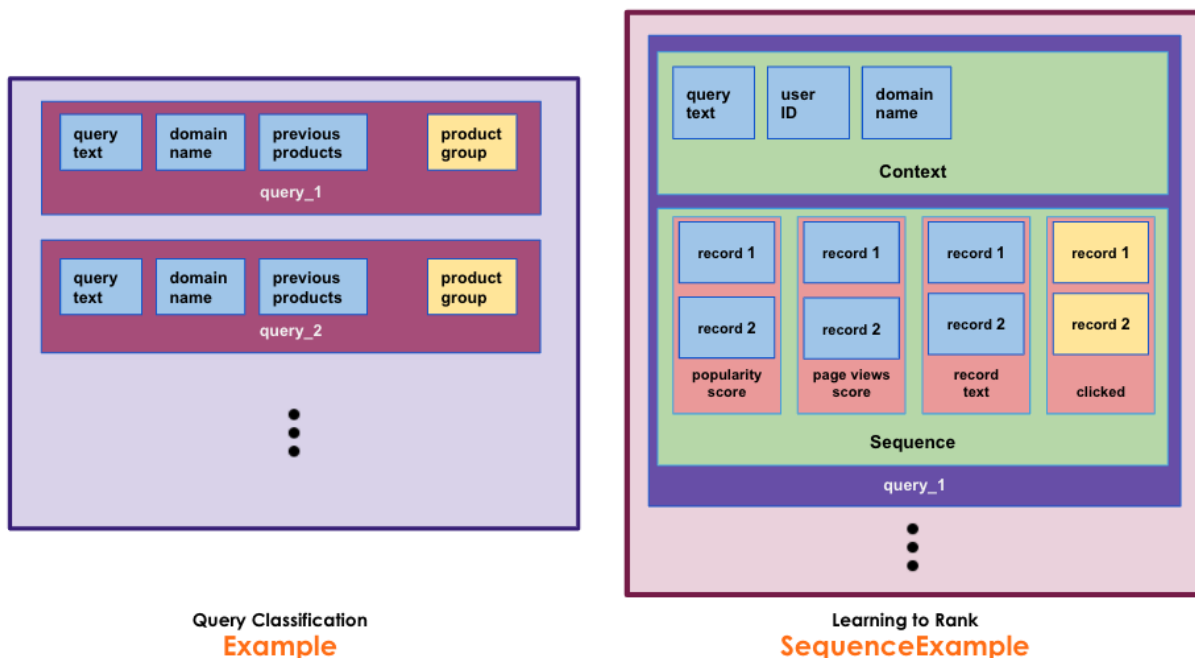 query
text
domain
name
previous
products
product
group
query_1
query
text
domain
name
previous
products
product
group
query_2
Query Classification
Example
query
text
user
ID
domain
name
Context
record 1
record 1
record 1
record 1
record 2
record 2
record 2
record 2
popularity
score
page views
score
record
text
clicked
Sequence
query_1
Learning to Rank
SequenceExample